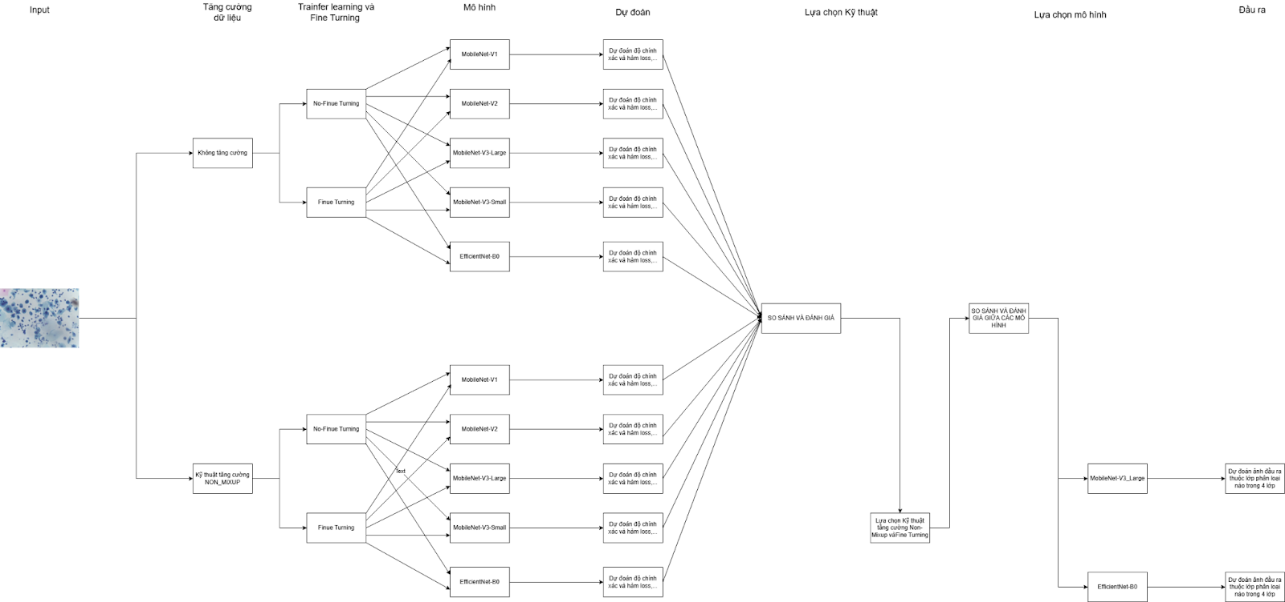 Input
Tăng cường
dữ liệu
Trainfer learning và
Fine Turning
Mô hình
Dự đoán
Lựa chọn Kỹ thuật
Lựa chọn mô hình
Đầu ra
Không tăng cường
No-Finue Turning
Finue Turning
MobileNet-V1
MobileNet-V2
MobileNet-V3-Large
MobileNet-V3-Small
EfficientNet-B0
Dự đoán độ chính
xác và hàm loss,...
Dự đoán độ chính
xác và hàm loss,...
Dự đoán độ chính
xác và hàm loss,...
Dự đoán độ chính
xác và hàm loss,...
Dự đoán độ chính
xác và hàm loss,...
Kỹ thuật tăng cường
NON_MIXUP
No-Finue Turning
Finue Turning
Text
MobileNet-V1
MobileNet-V2
MobileNet-V3-Large
MobileNet-V3-Small
EfficientNet-B0
Dự đoán độ chính
xác và hàm loss,...
Dự đoán độ chính
xác và hàm loss,...
Dự đoán độ chính
xác và hàm loss,...
Dự đoán độ chính
xác và hàm loss,...
Dự đoán độ chính
xác và hàm loss,...
SO SÁNH VÀ ĐÁNH GIÁ
Lựa chọn Kỹ thuật
tăng cường Non-
Mixup vàFine Turning
SO SÁNH VÀ ĐÁNH
GIÁ GIỮA CÁC MÔ
HÌNH
MobileNet-V3_Large
EfficientNet-B0
Dự đoán ảnh đầu ra
thuộc lớp phân loại
nào trong 4 lớp
Dự đoán ảnh đầu ra
thuộc lớp phân loại
nào trong 4 lớp